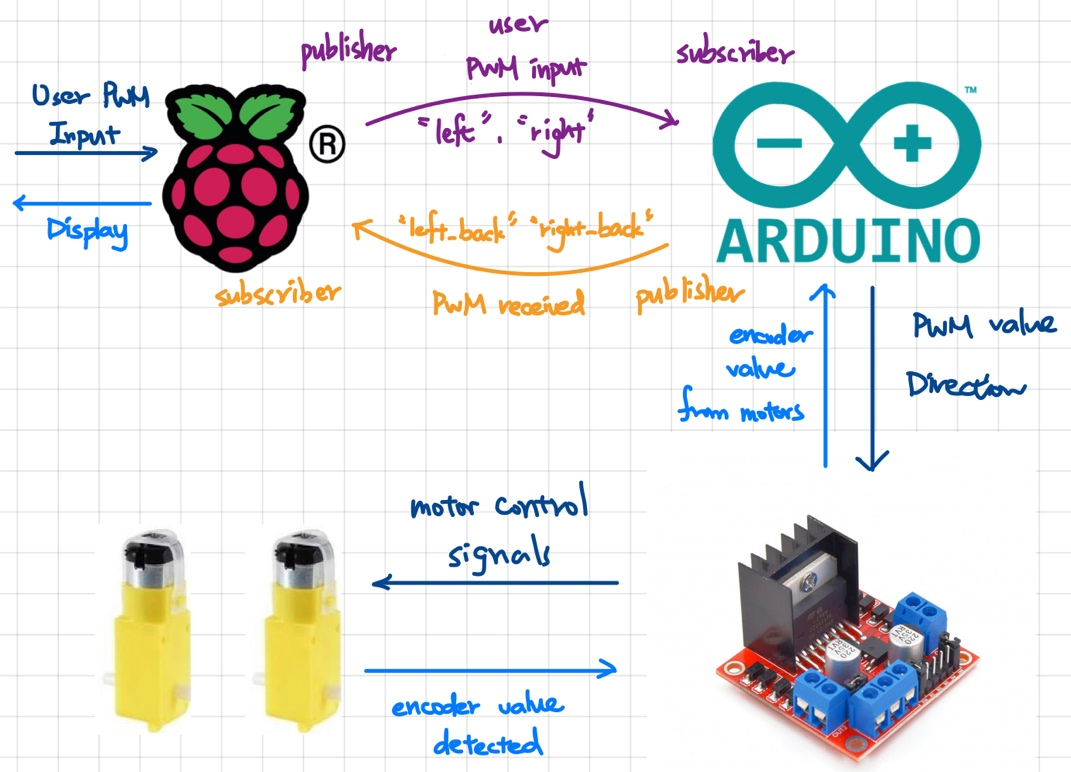 user
publisher
PWM input
subscriber
User PWM
Input
"left", "right"
®
™
ARDUINO
Display
"left_back" "right_back"
subscriber
PWM received
publisher
encoder
value
from motors
PWM value
Direction
motor control
signals
encoder value
detected